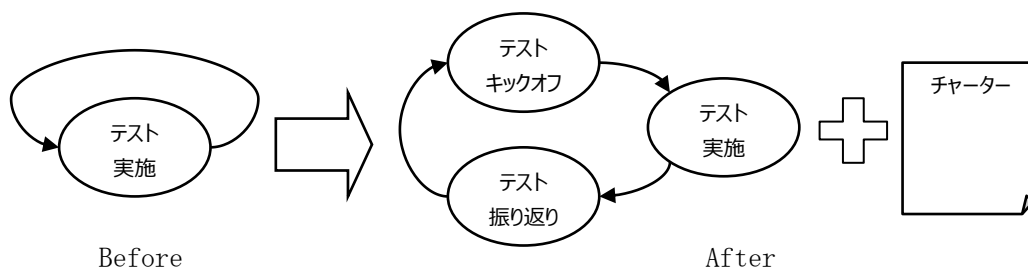 テスト
実施
テスト
キックオフ
テスト
実施
テスト
振り返り
チャーター
Before
After